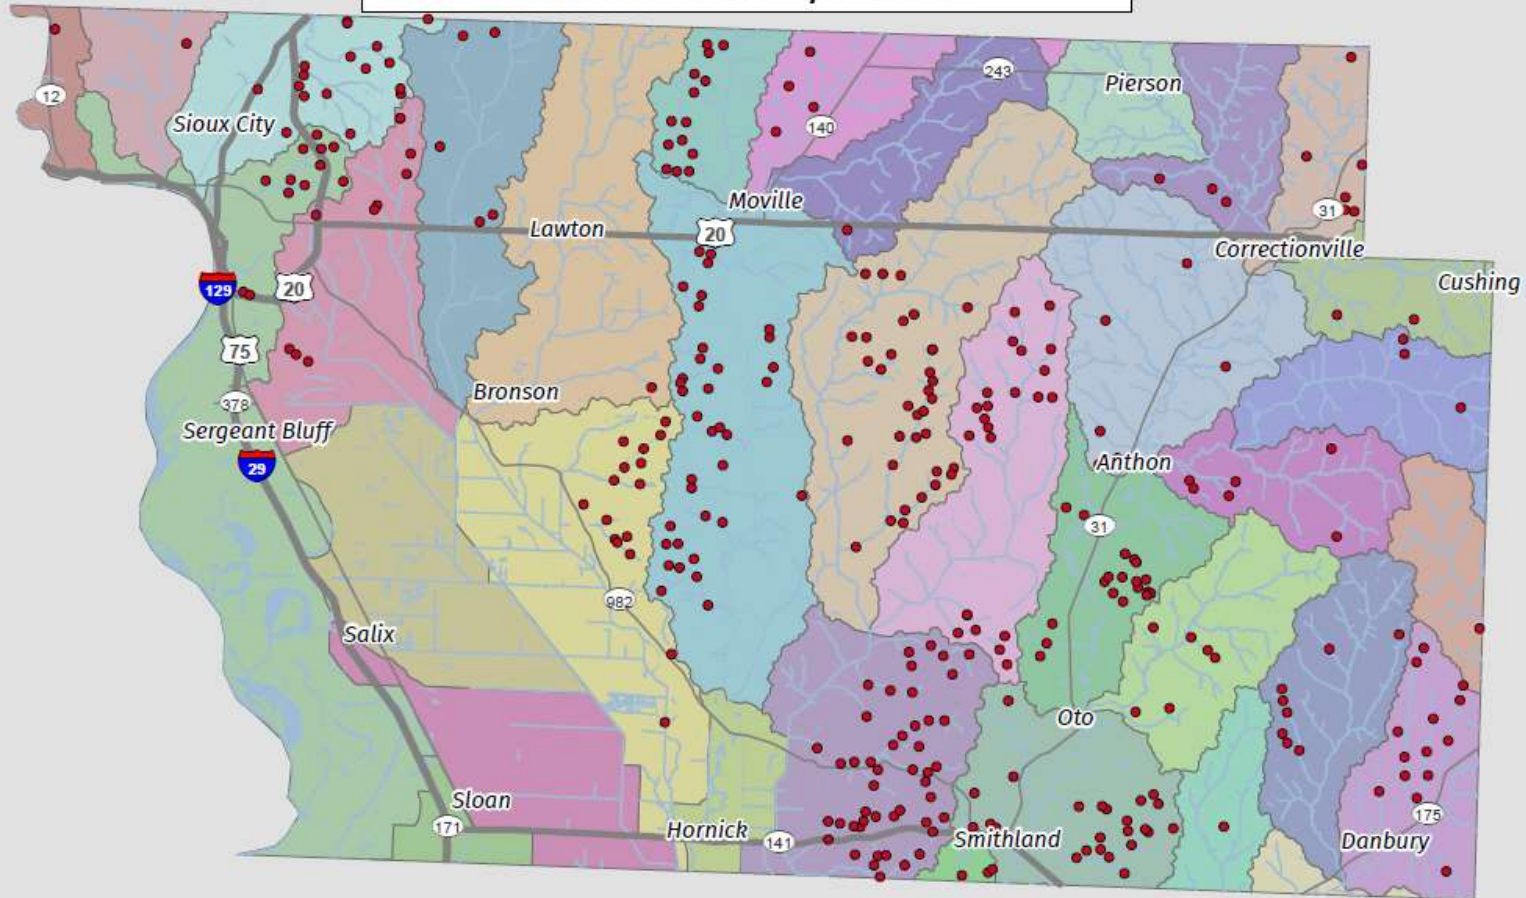 243
Pierson
12
Sioux City
140
Moville
31
Lawton
20
Correctionville
129
20
Cushing
75
Bronson
378
Sergeant Bluff
29
Anthon
31
982
Salix
Oto
Sloan
171
Hornick
141
Smithland
175
Danbury